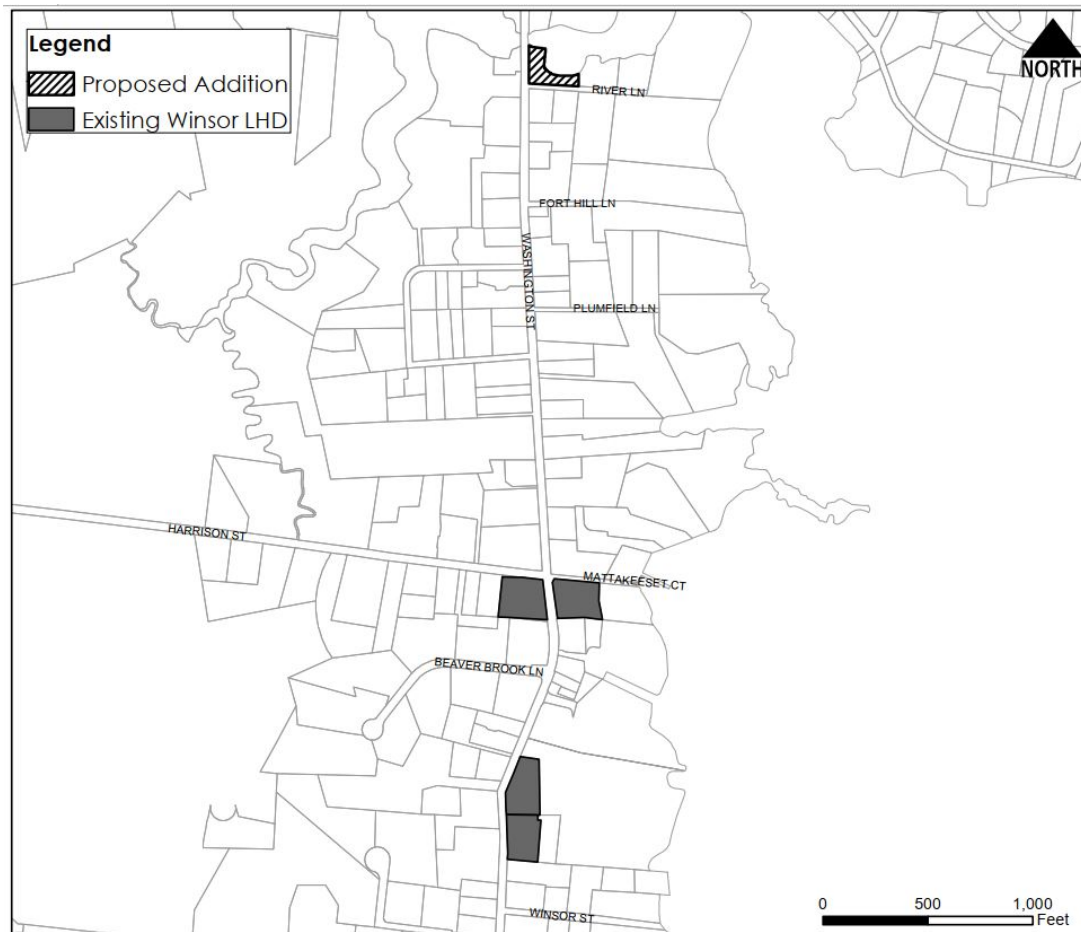 Legend
Proposed Addition
Existing Winsor LHD
NORTH
RIVER LN
FORT HILL LN
WASHINGTON ST
PLUMFIELD LN
HARRISON ST
MATTAKEESET CT
BEAVER BROOK LN
WINSOR ST
0 500 1,000
Feet